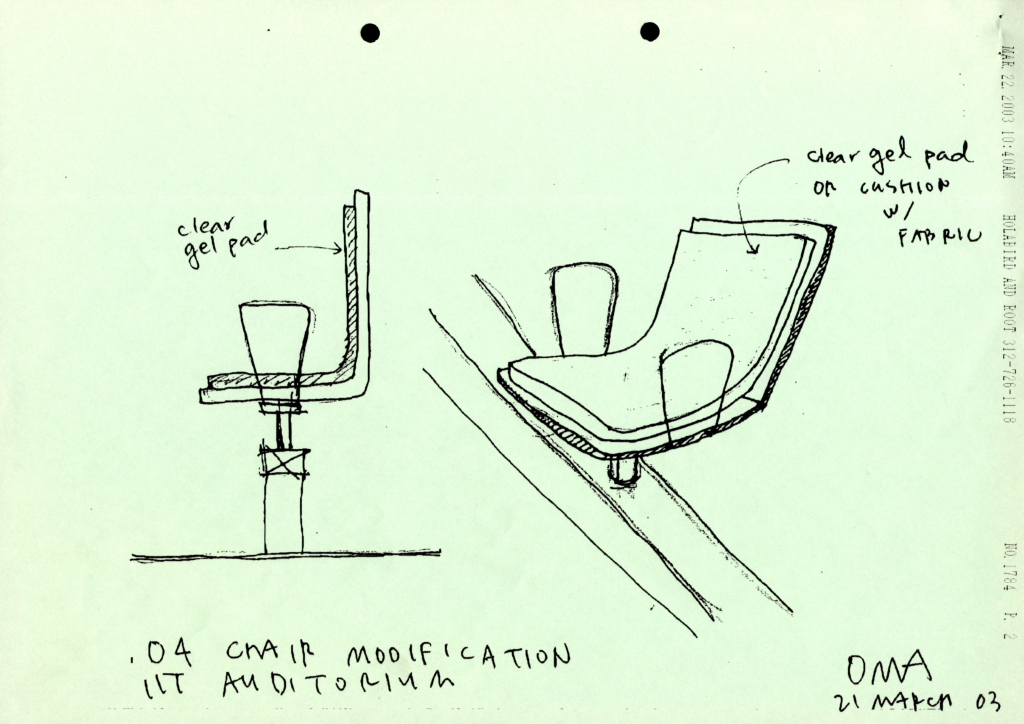 clear
gel pad
clear gel pad
OR CUSHION
w/
FABRIC
.04 CHAIR MODIFICATION
IIT AUDITORIUM
OMA
21 MARCH 03
MAR. 22. 2003 10:40AM HOLABIRD AND ROOT 312-726-1118 NO. 1784 P. 2